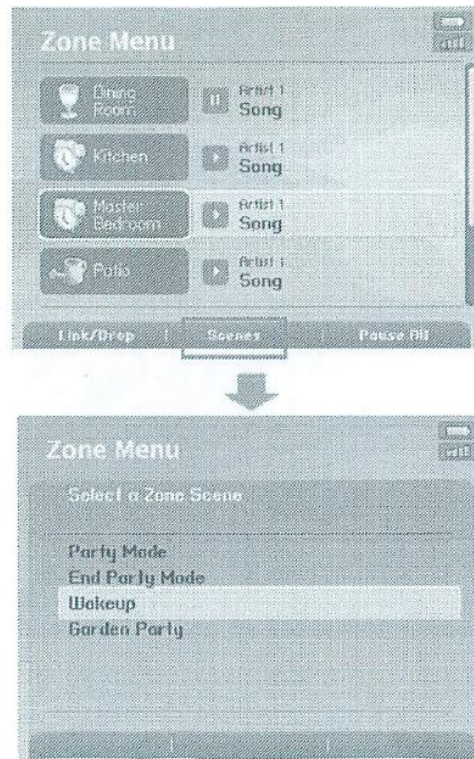 Zone Menu
Dining
Room
Artist 1
Song
Kitchen
Artist 1
Song
Master
Bedroom
Artist 1
Song
Patio
Artist 1
Song
Link/Drop
Scenes
Pause All
Zone Menu
Select a Zone Scene
Party Mode
End Party Mode
Wakeup
Garden Party